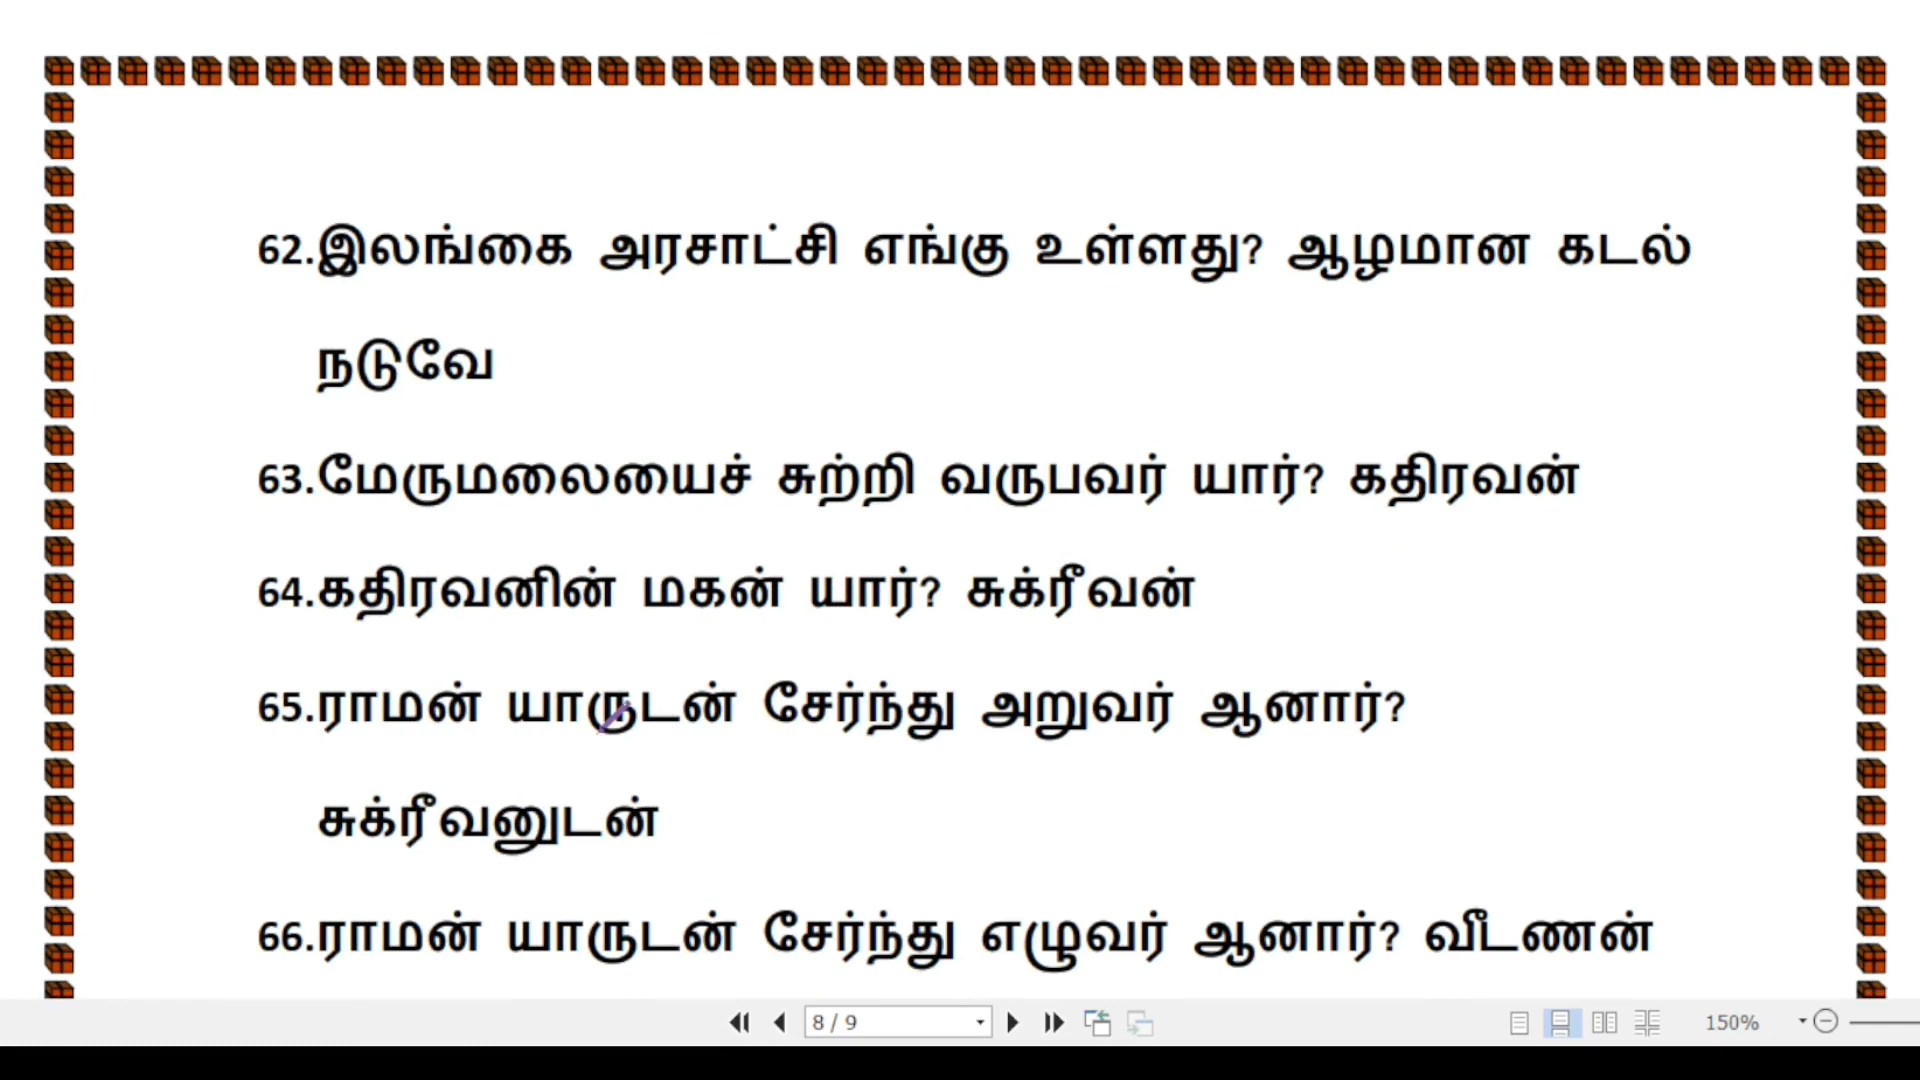 62.இலங்கை அரசாட்சி எங்கு உள்ளது? ஆழமான கடல்
நடுவே
63.மேருமலையைச் சுற்றி வருபவர் யார்? கதிரவன்
64.கதிரவனின் மகன் யார்? சுக்ரீவன்
65.ராமன் யாருடன் சேர்ந்து அறுவர் ஆனார்?
சுக்ரீவனுடன்
66.ராமன் யாருடன் சேர்ந்து எழுவர் ஆனார்? வீடணன்
8 / 9
150%